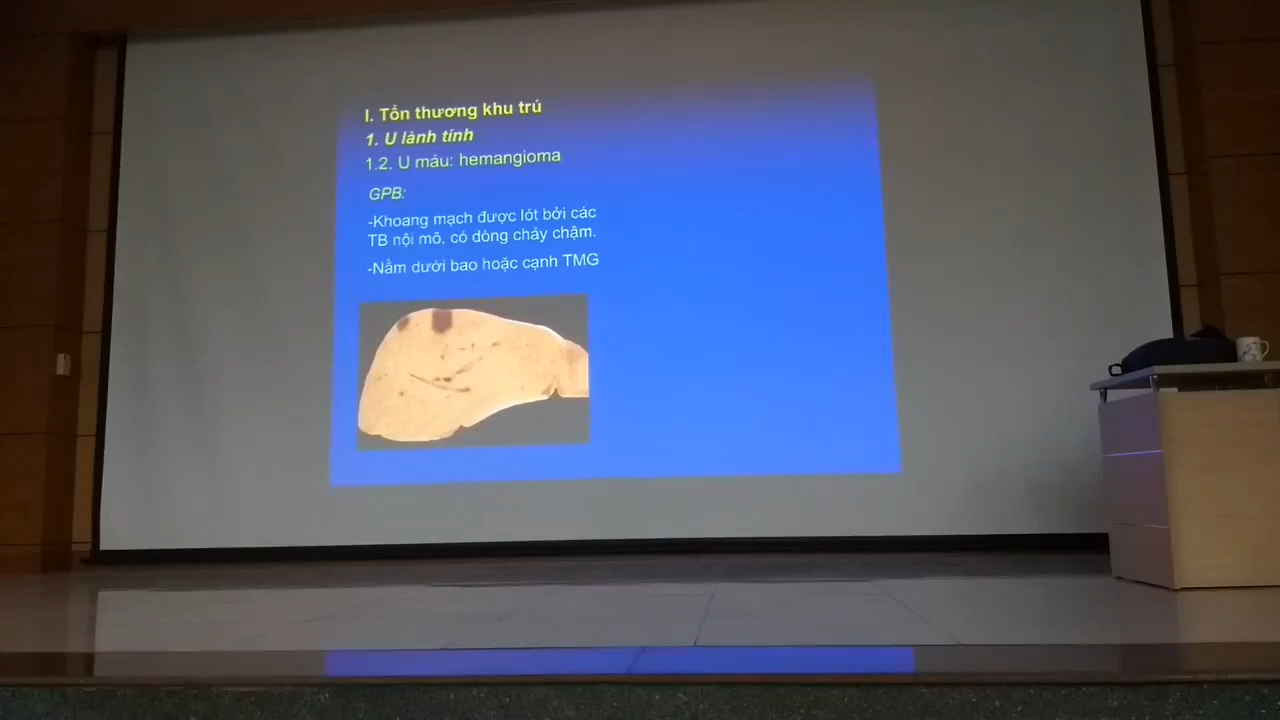 I. Tổn thương khu trú
1. U lành tính
1.2. U máu: hemangioma
GPB:
-Khoang mạch được lót bởi các
TB nội mô. có dòng chảy chậm.
-Nằm dưới bao hoặc cạnh TMG